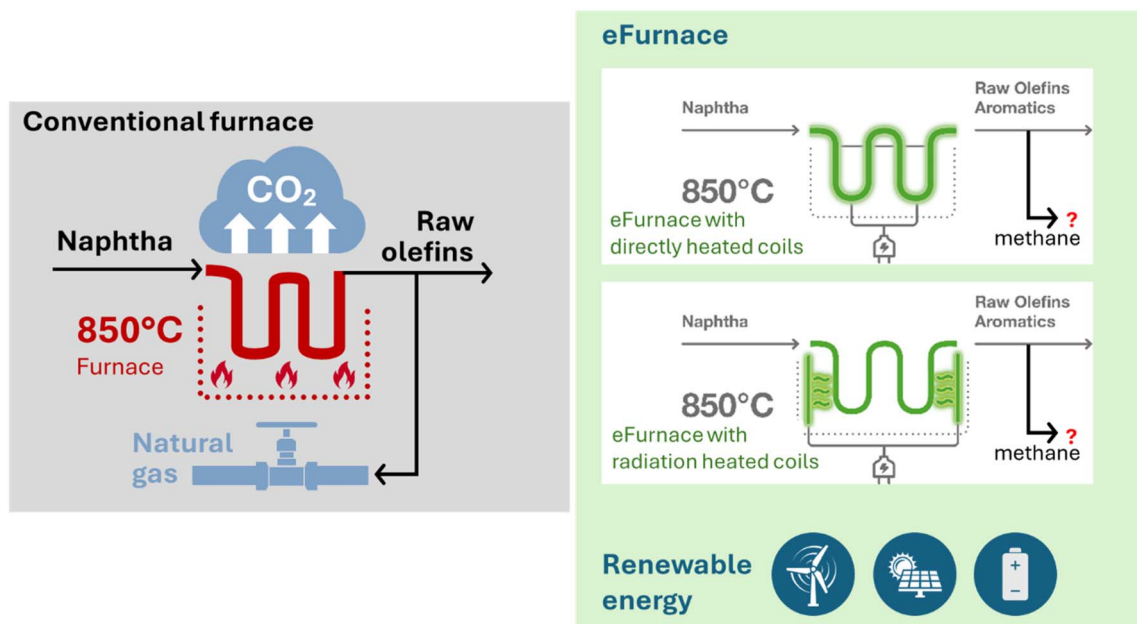 Conventional furnace
CO₂
Naphtha
Raw
olefins
850°C
Furnace
Natural
gas
eFurnace
Naphtha
Raw Olefins
Aromatics
850°C
eFurnace with
directly heated coils
?
methane
Naphtha
Raw Olefins
Aromatics
850°C
eFurnace with
radiation heated coils
?
methane
Renewable
energy
+
−